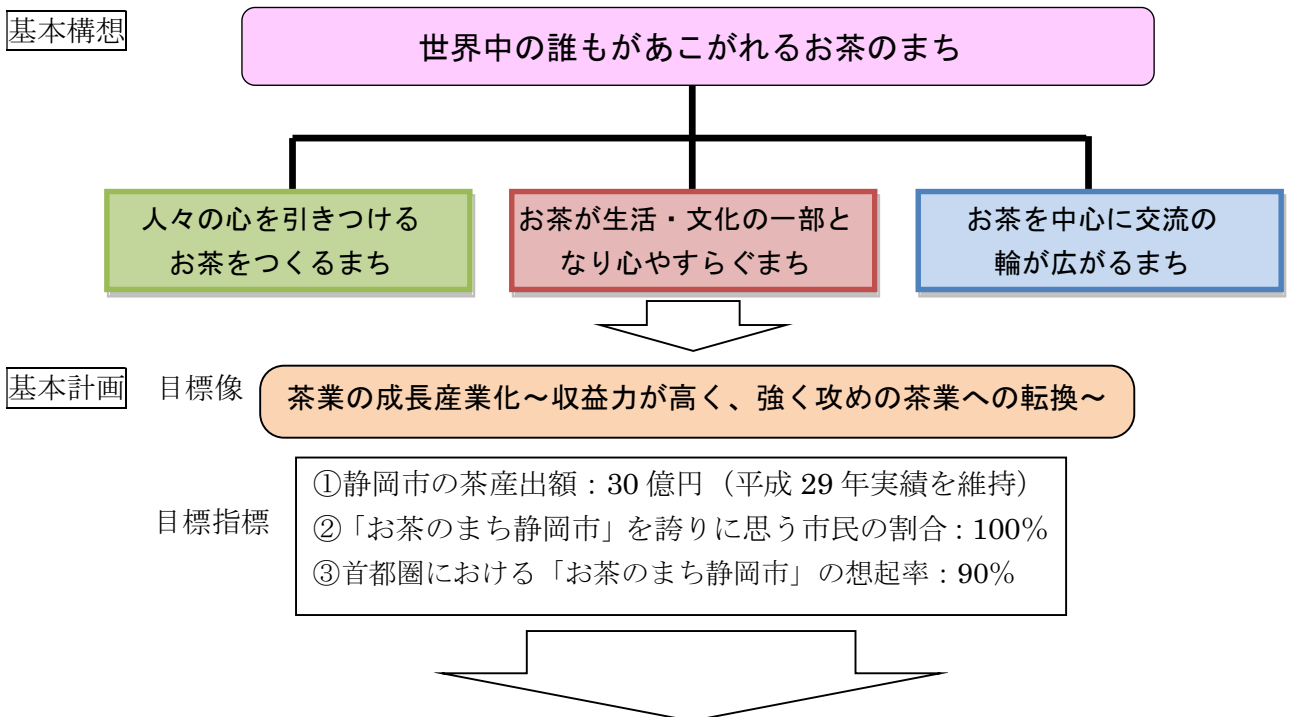 基本構想
世界中の誰もがあこがれるお茶のまち
人々の心を引きつける
お茶をつくるまち
お茶が生活・文化の一部と
なり心やすらぐまち
お茶を中心に交流の
輪が広がるまち
基本計画
目標像
茶業の成長産業化～収益力が高く、強く攻めの茶業への転換～
目標指標
①静岡市の茶産出額：30 億円（平成 29 年実績を維持）
②「お茶のまち静岡市」を誇りに思う市民の割合：100%
③首都圏における「お茶のまち静岡市」の想起率：90%